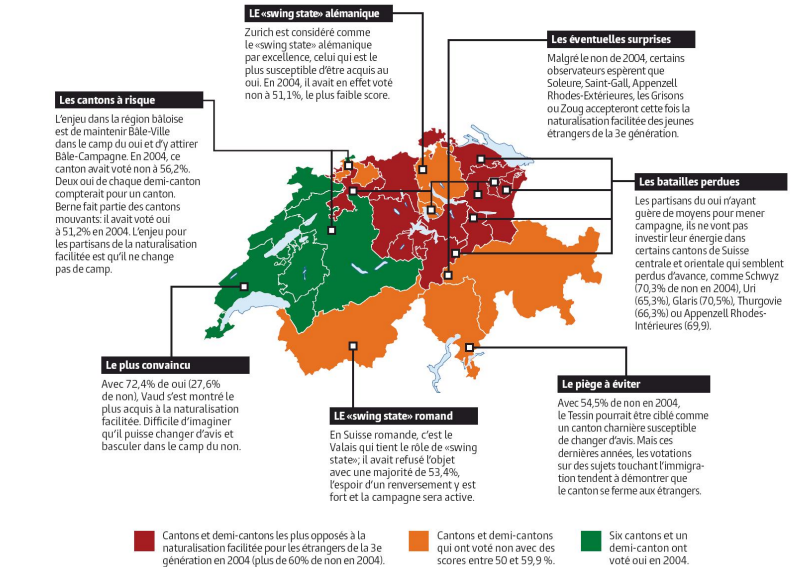 LE «swing state» alémanique
Zurich est considéré comme
le «swing state» alémanique
par excellence, celui qui est le
plus susceptible d'être acquis au
oui. En 2004, il avait en effet voté
non à 51,1%, le plus faible score.
Les éventuelles surprises
Malgré le non de 2004, certains
observateurs espèrent que
Soleure, Saint-Gall, Appenzell
Rhodes-Extérieures, les Grisons
ou Zoug accepteront cette fois la
naturalisation facilitée des jeunes
étrangers de la 3e génération.
Les cantons à risque
L'enjeu dans la région bâloise
est de maintenir Bâle-Ville
dans le camp du oui et d'y attirer
Bâle-Campagne. En 2004, ce
canton avait voté non à 56,2%.
Deux oui de chaque demi-canton
compterait pour un canton.
Berne fait partie des cantons
mouvants: il avait voté oui
à 51,2% en 2004. L'enjeu pour
les partisans de la naturalisation
facilitée est qu'il ne change
pas de camp.
Les batailles perdues
Les partisans du oui n'ayant
guère de moyens pour mener
campagne, ils ne vont pas
investir leur énergie dans
certains cantons de Suisse
centrale et orientale qui semblent
perdus d'avance, comme Schwyz
(70,3% de non en 2004), Uri
(65,3%), Glaris (70,5%), Thurgovie
(66,3%) ou Appenzell Rhodes-
Intérieures (69,9).
Le plus convaincu
Avec 72,4% de oui (27,6%
de non), Vaud s'est montré le
plus acquis à la naturalisation
facilitée. Difficile d'imaginer
qu'il puisse changer d'avis et
basculer dans le camp du non.
LE «swing state» romand
En Suisse romande, c'est le
Valais qui tient le rôle de «swing
state»; il avait refusé l'objet
avec une majorité de 53,4%,
l'espoir d'un renversement y est
fort et la campagne sera active.
Le piège à éviter
Avec 54,5% de non en 2004,
le Tessin pourrait être ciblé comme
un canton charnière susceptible
de changer d'avis. Mais ces
dernières années, les votations
sur des sujets touchant l'immigra-
tion tendent à démontrer que
le canton se ferme aux étrangers.
Cantons et demi-cantons les plus opposés à la
naturalisation facilitée pour les étrangers de la 3e
génération en 2004 (plus de 60% de non en 2004).
Cantons et demi-cantons
qui ont voté non avec des
scores entre 50 et 59,9 %.
Six cantons et un
demi-canton ont
voté oui en 2004.